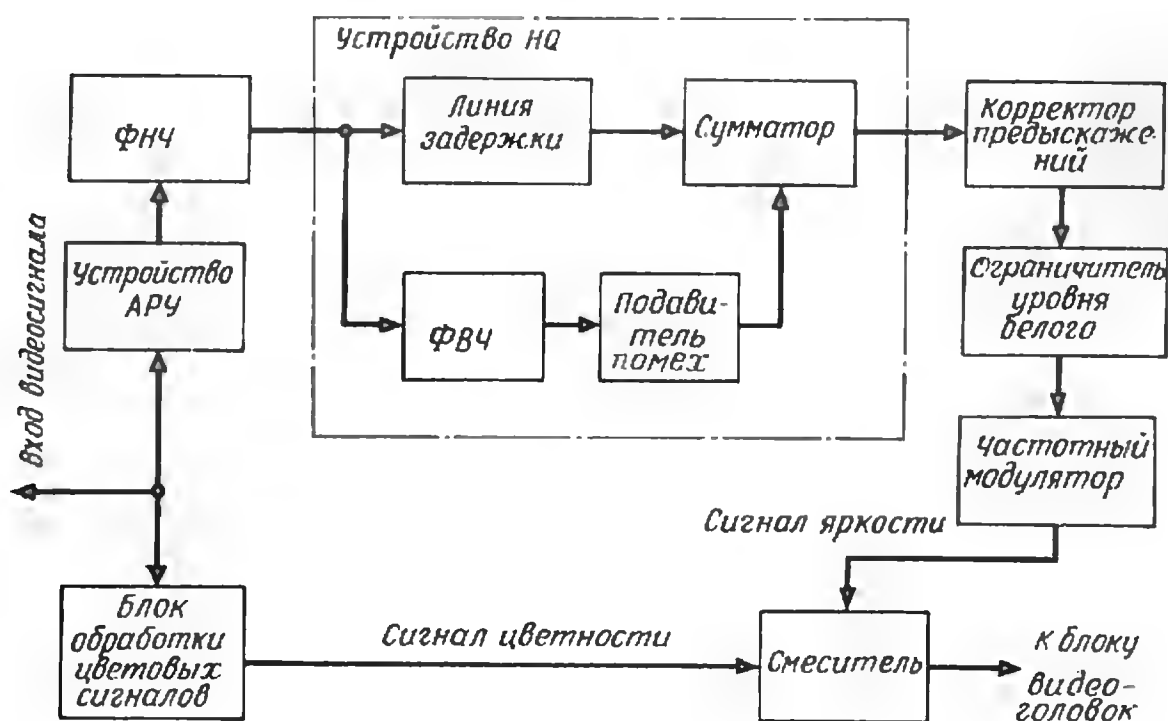 Устройство HQ
ФНЧ
Линия
задержки
Сумматор
Корректор
предыскаже-
ний
Устройство
АРУ
ФВЧ
Подави-
тель
помех
Ограничитель
уровня
белого
Вход видеосигнала
Частотный
модулятор
Сигнал яркости
Блок
обработки
цветовых
сигналов
Сигнал цветности
Смеситель
К блоку
видео-
головок